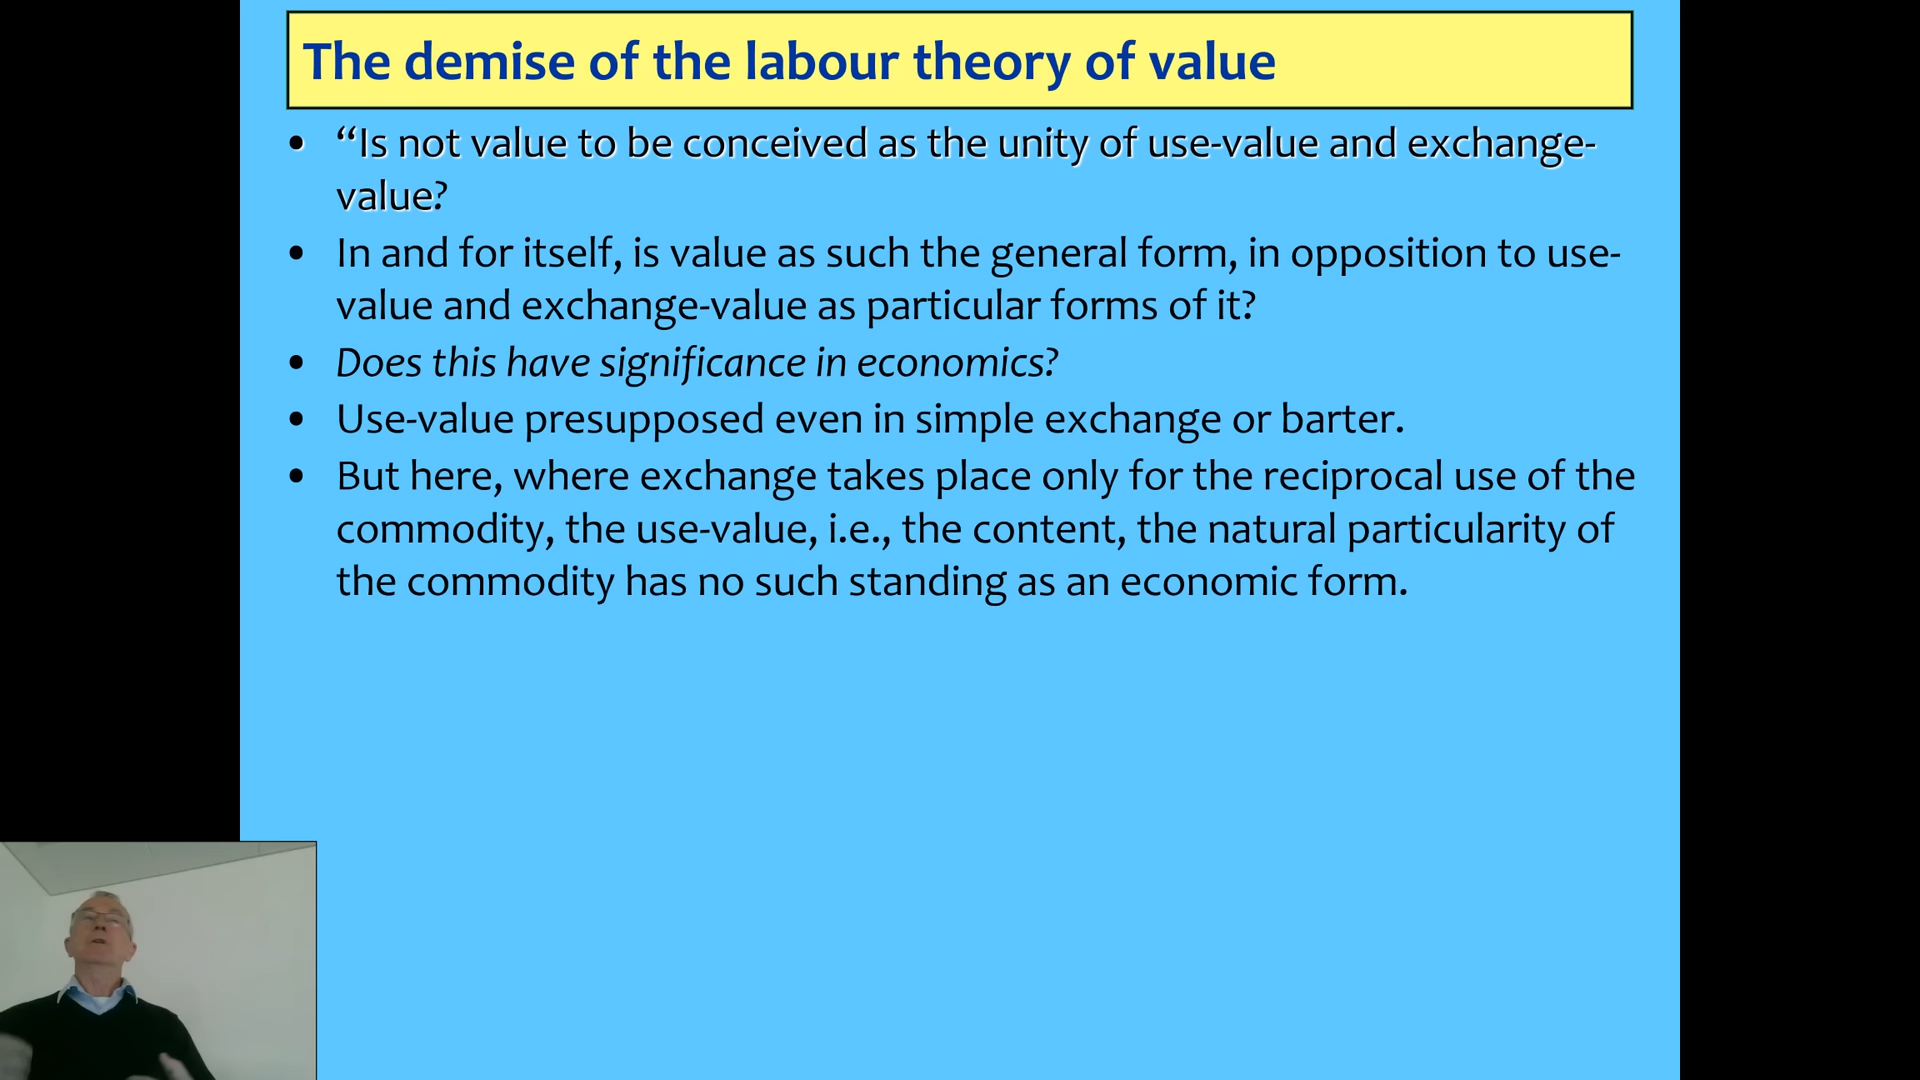 The demise of the labour theory of value
• “Is not value to be conceived as the unity of use-value and exchange-
value?
• In and for itself, is value as such the general form, in opposition to use-
value and exchange-value as particular forms of it?
• Does this have significance in economics?
• Use-value presupposed even in simple exchange or barter.
• But here, where exchange takes place only for the reciprocal use of the
commodity, the use-value, i.e., the content, the natural particularity of
the commodity has no such standing as an economic form.